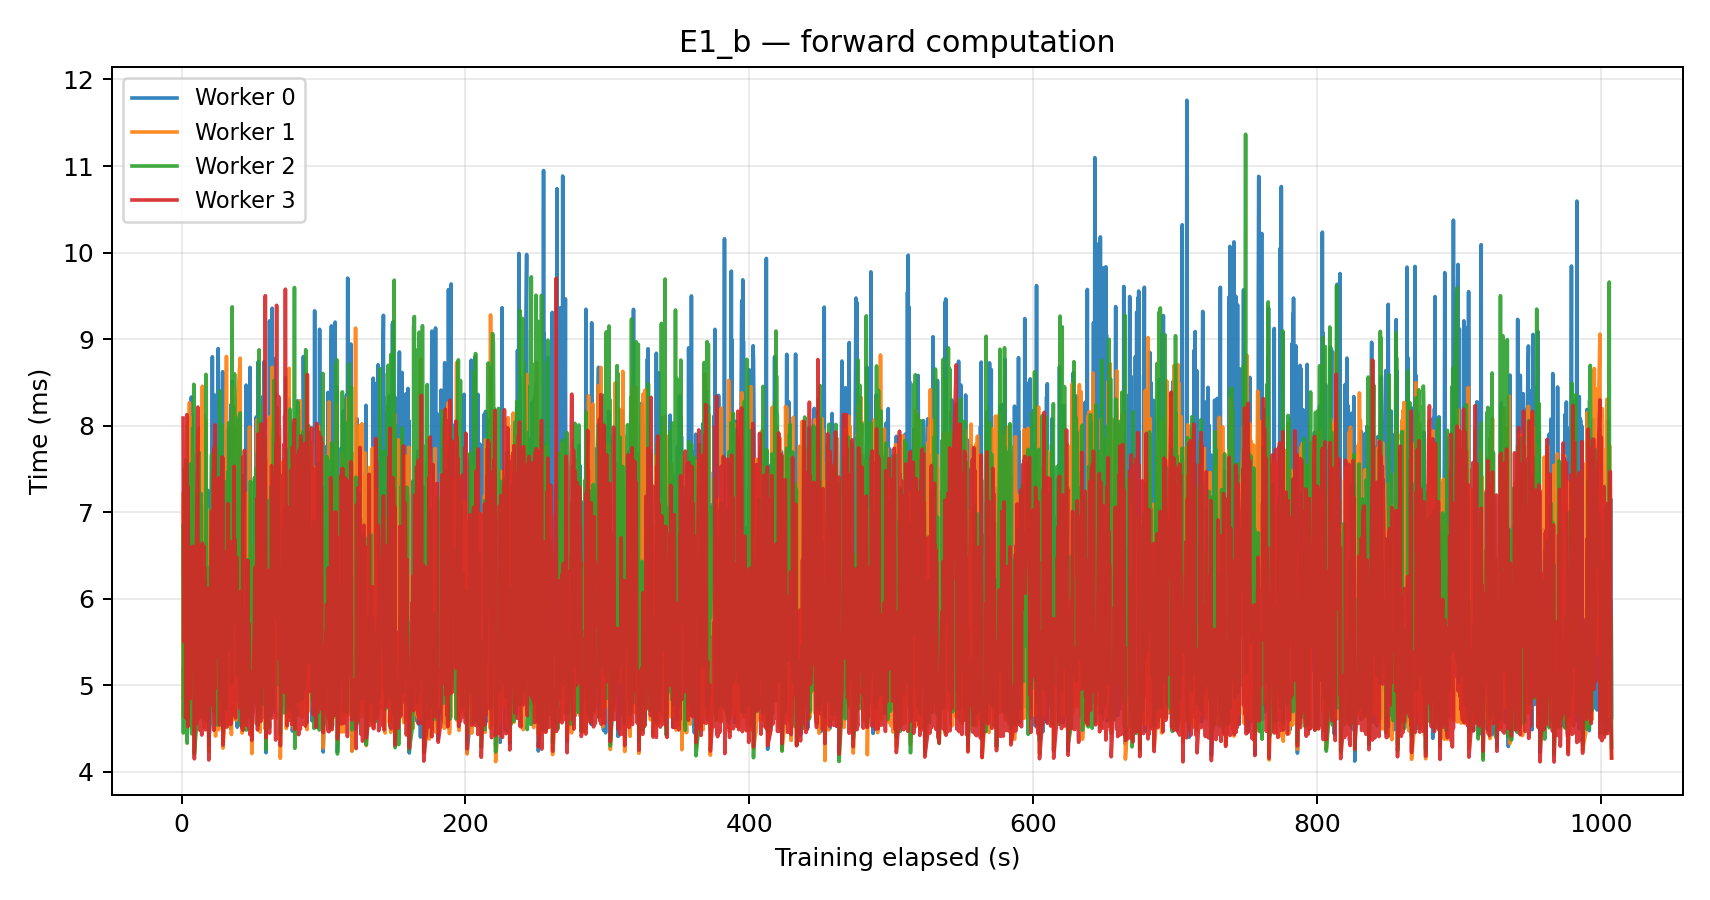 E1_b — forward computation
Time (ms)
12
11
10
9
8
7
6
5
4
Worker 0
Worker 1
Worker 2
Worker 3
0
200
400
600
800
1000
Training elapsed (s)